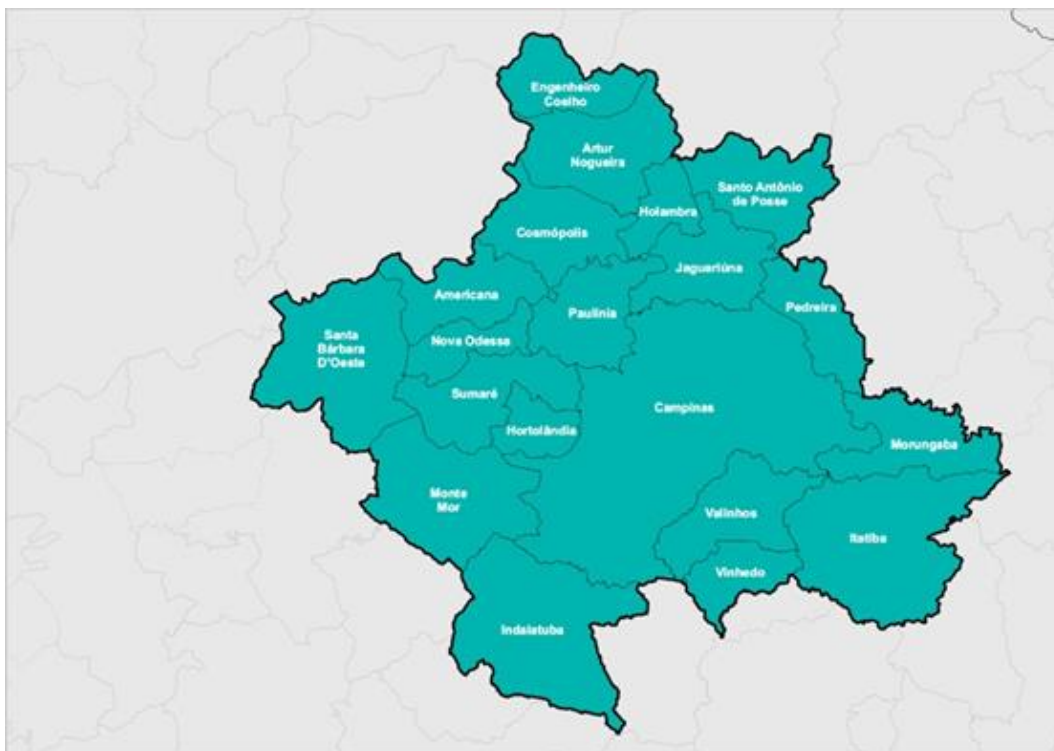 Engenheiro
Coelho
Artur
Nogueira
Santo Antônio
de Posse
Holambra
Cosmópolis
Jaguariúna
Americana
Pedreira
Paulínia
Santa
Bárbara
D'Oeste
Nova Odessa
Sumaré
Campinas
Hortolândia
Morungaba
Monte
Mor
Valinhos
Itatiba
Vinhedo
Indaiatuba